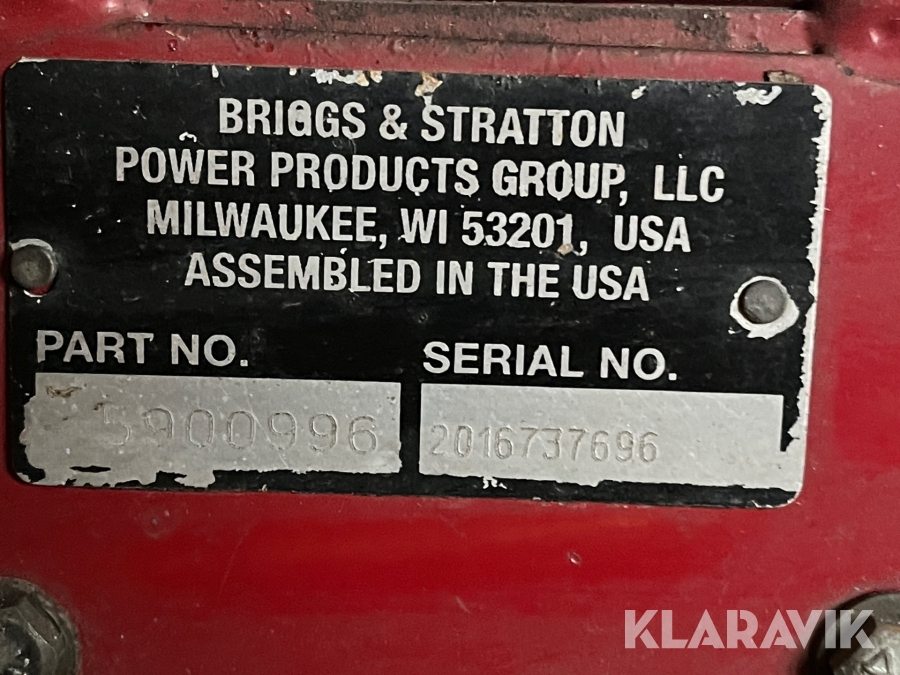 BRIGGS & STRATTON
POWER PRODUCTS GROUP, LLC
MILWAUKEE, WI 53201, USA
ASSEMBLED IN THE USA
PART NO. SERIAL NO.
5900996 2016737696
KLARAVIK